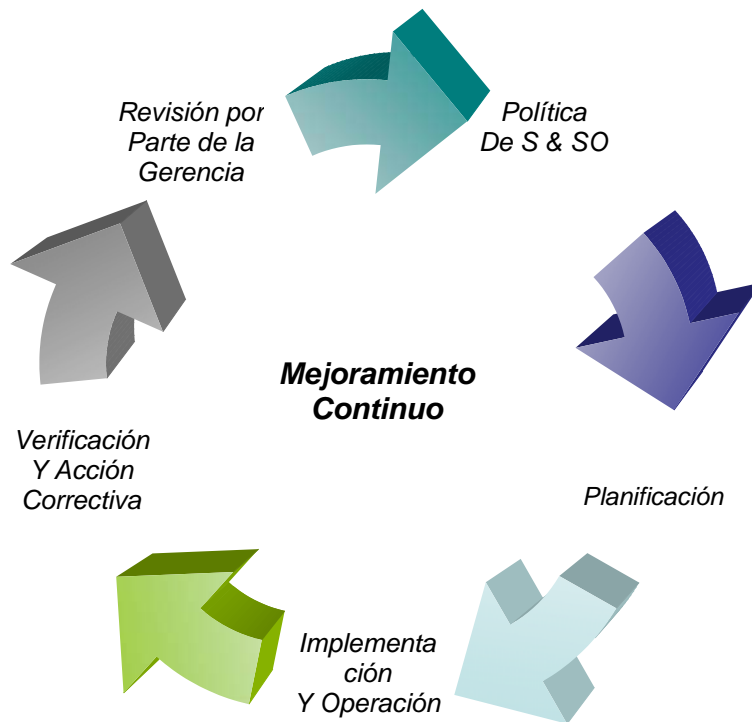 Revisión por
Parte de la
Gerencia
Política
De S & SO
Mejoramiento
Continuo
Verificación
Y Acción
Correctiva
Planificación
Implementa
ción
Y Operación